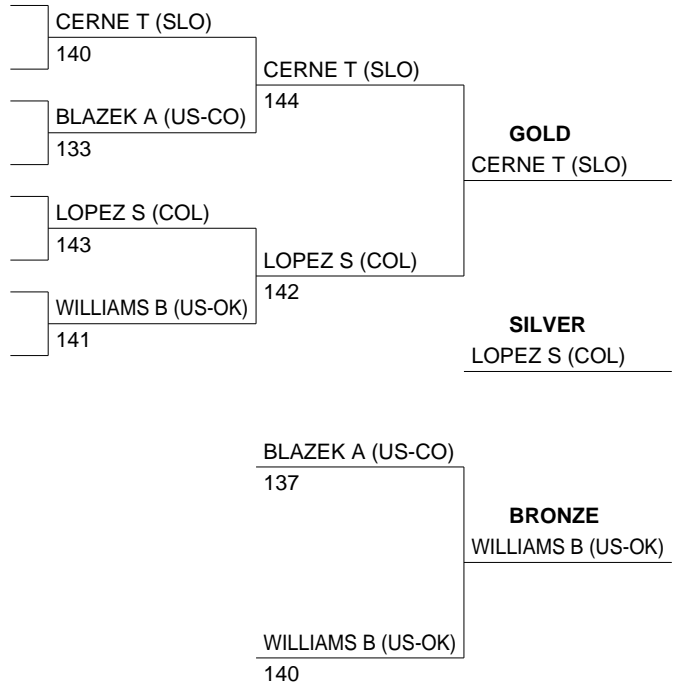 CERNE T (SLO)
140
CERNE T (SLO)
144
BLAZEK A (US-CO)
133
GOLD
CERNE T (SLO)
LOPEZ S (COL)
143
LOPEZ S (COL)
142
WILLIAMS B (US-OK)
141
SILVER
LOPEZ S (COL)
BLAZEK A (US-CO)
137
BRONZE
WILLIAMS B (US-OK)
WILLIAMS B (US-OK)
140